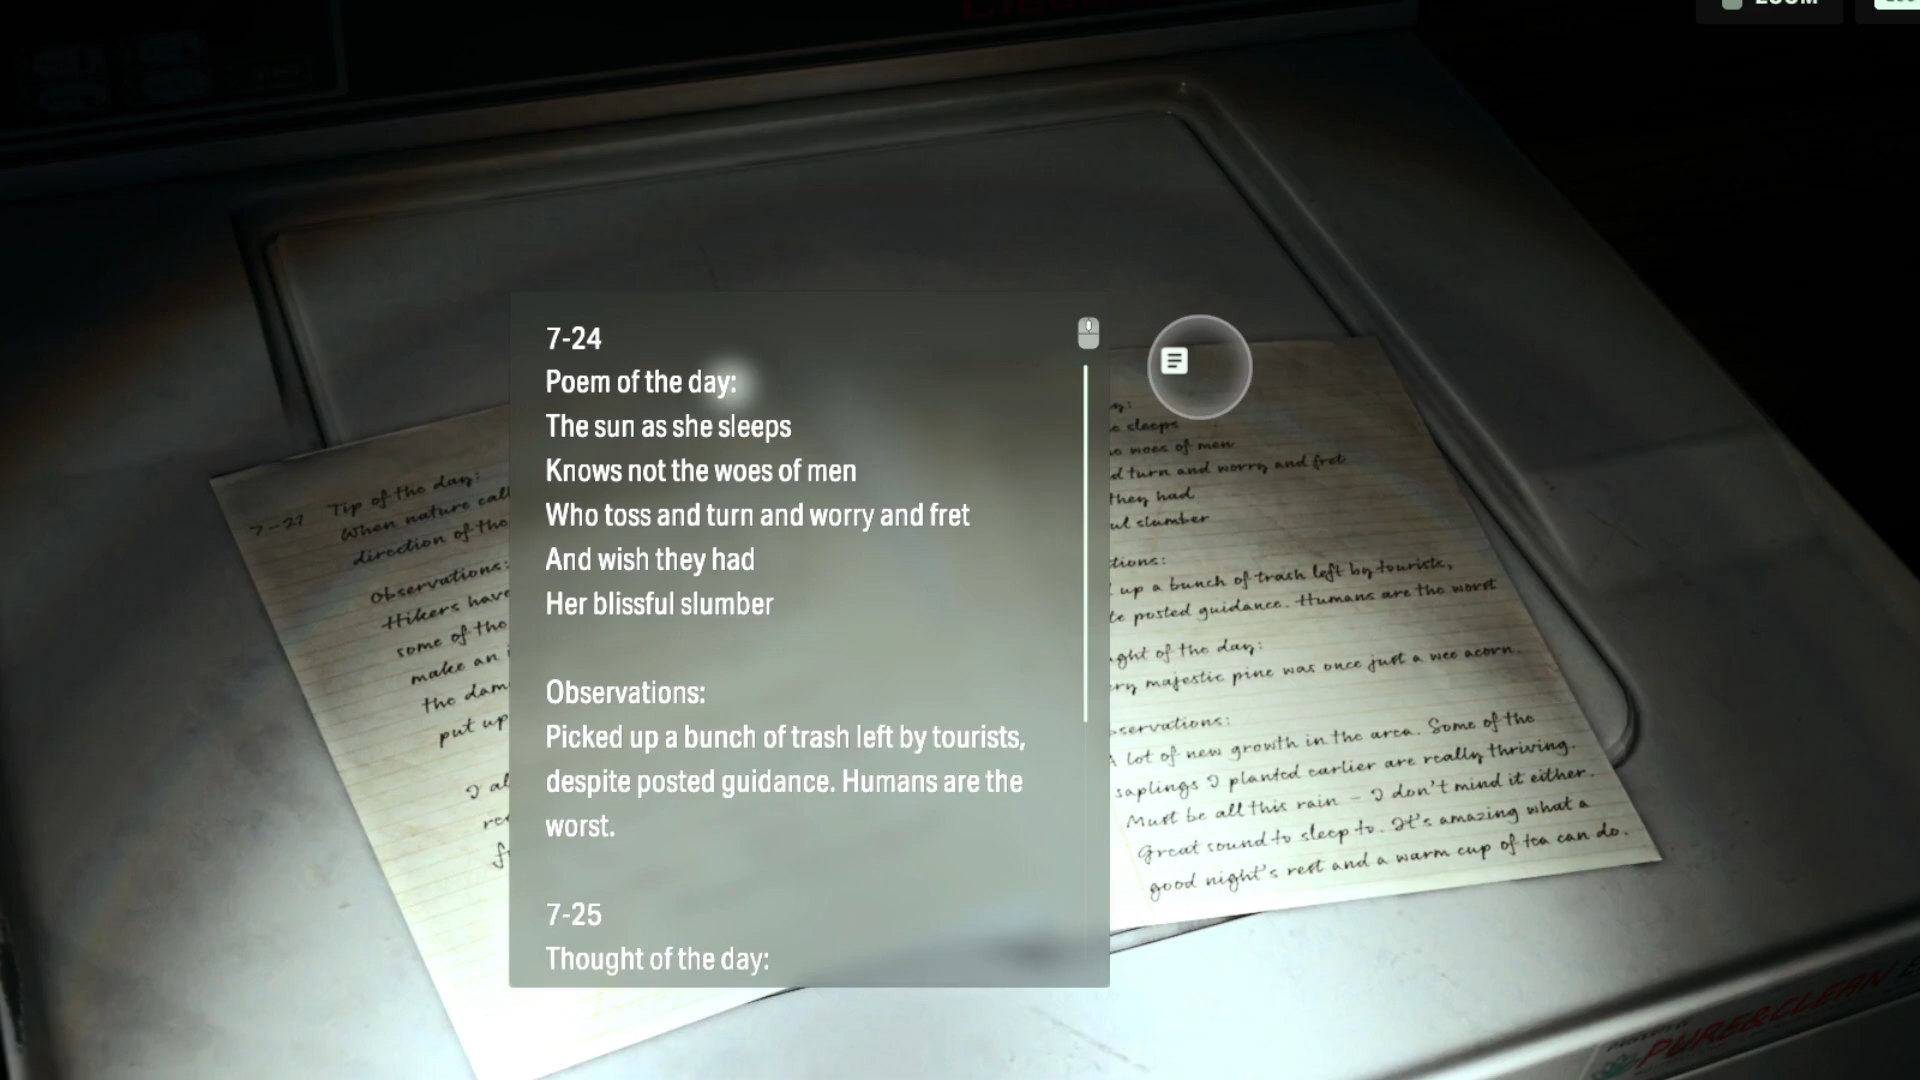 ZOOM
7-24
Poem of the day:
The sun as she sleeps
Knows not the woes of men
Who toss and turn and worry and fret
And wish they had
Her blissful slumber
Observations:
Picked up a bunch of trash left by tourists,
despite posted guidance. Humans are the
worst.
7-25
Thought of the day:
7-27 Tip of the day:
When nature call
direction of the
Observations:
Hikers have
some of the
make an
the dam
put up
sleeps
woes of men
turn and worry and fret
they had
slumber
up a bunch of trash left by tourists,
posted guidance. Humans are the worst
of the day:
majestic pine was once just a wee acorn.
lot of new growth in the area. Some of the
saplings I planted earlier are really thriving.
Must be all this rain – I don't mind it either.
Great sound to sleep to. It's amazing what a
good night's rest and a warm cup of tea can do.
PURE&CLEAN